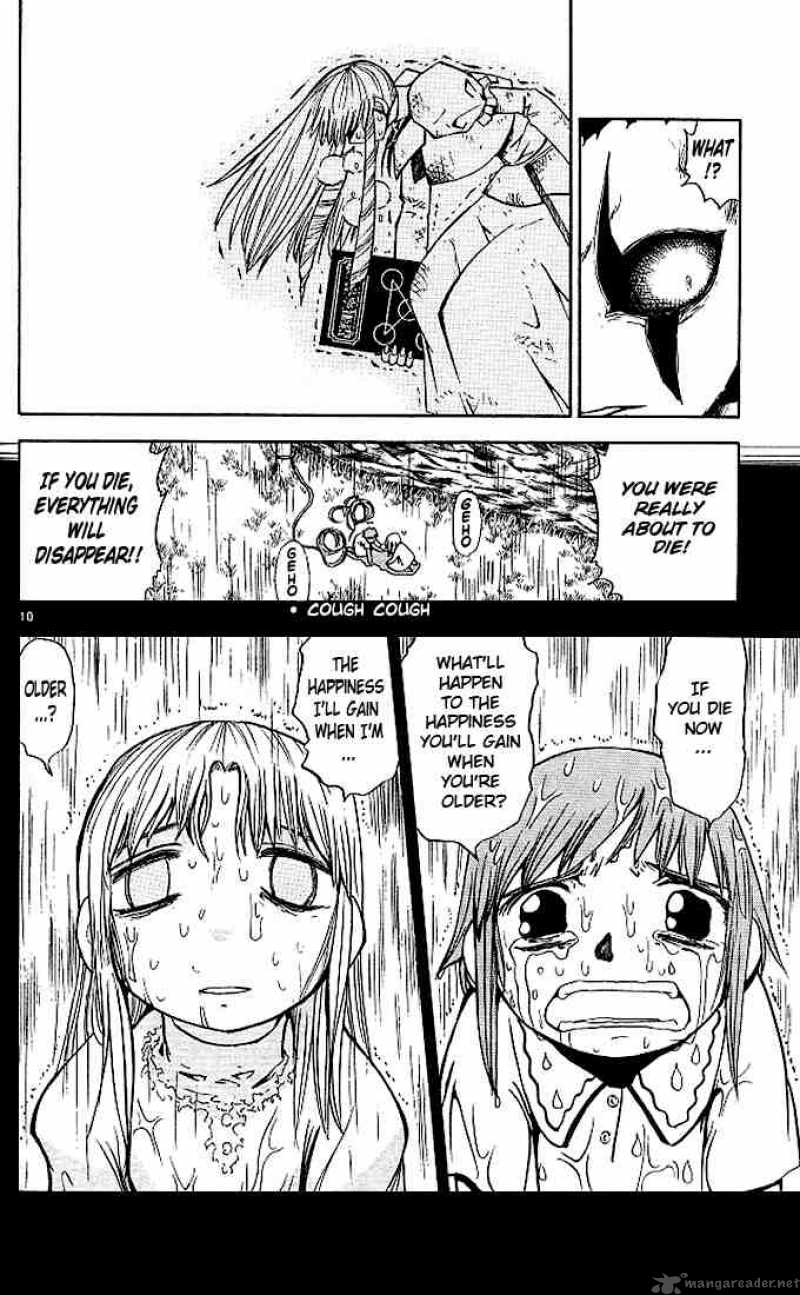 WHAT
!?
YOU WERE
REALLY
ABOUT TO
DIE!
GEHO
GEHO
IF YOU DIE,
EVERYTHING
WILL
DISAPPEAR!!
• COUGH COUGH
10
IF
YOU DIE
NOW
...
WHAT'LL
HAPPEN
TO THE
HAPPINESS
YOU'LL GAIN
WHEN
YOU'RE
OLDER?
THE
HAPPINESS
I'LL GAIN
WHEN I'M
...
OLDER
...?
mangareader.net